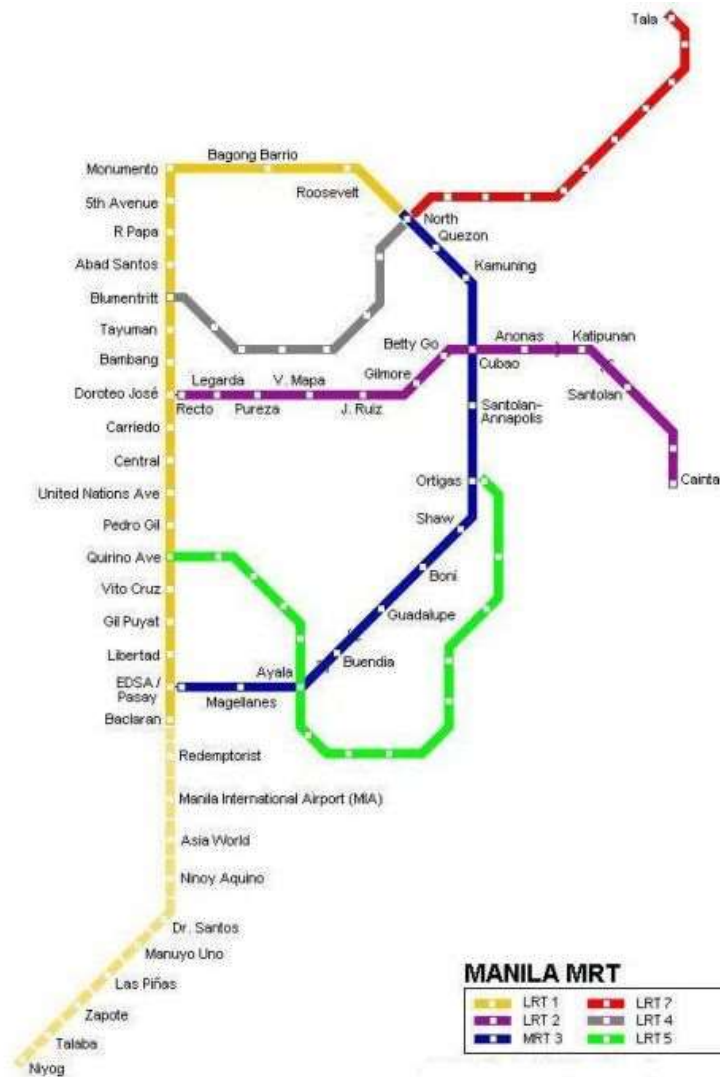 Tala
Bagong Barrio
Monumento
Roosevelt
5th Avenue
North
R Papa
Quezon
Abad Santos
Kamuning
Blumentritt
Tayuman
Betty Go
Anonas
Katipunan
Bambang
Cubao
Gilmore
Legarda
V. Mapa
Doroteo José
Santolan
Recto
Pureza
J. Ruiz
Santolan-
Annapolis
Carriedo
Central
Ortigas
Cainta
United Nations Ave
Shaw
Pedro Gil
Quirino Ave
Boni
Vito Cruz
Guadalupe
Gil Puyat
Libertad
Buendia
Ayala
EDSA /
Pasay
Magellanes
Baclaran
Redemptorist
Manila International Airport (MIA)
Asia World
Ninoy Aquino
Dr. Santos
Manuyo Uno
Las Piñas
Zapote
Talaba
Niyog
MANILA MRT
LRT 1
LRT 7
LRT 2
LRT 4
MRT 3
LRT 5